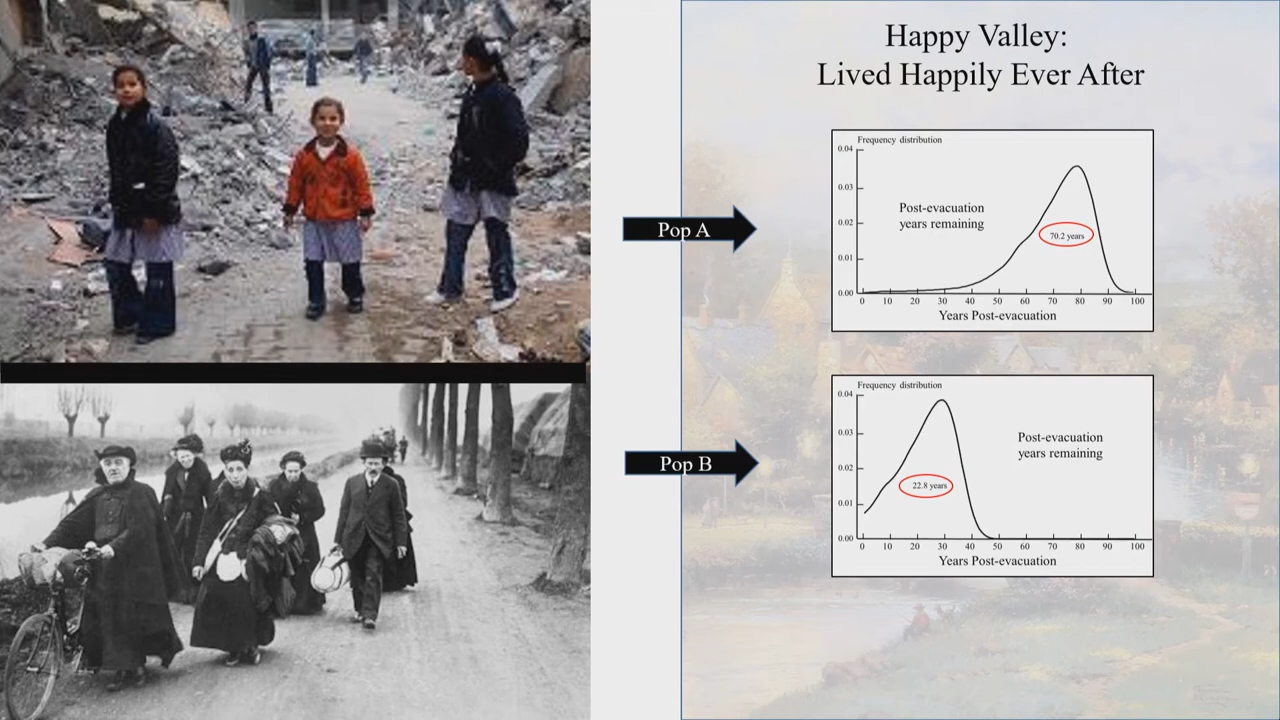 Happy Valley:
Lived Happily Ever After
Pop A
Frequency distribution
0.04
0.03
0.02
0.01
0.00
Post-evacuation
years remaining
70.2 years
0 10 20 30 40 50 60 70 80 90 100
Years Post-evacuation
Pop B
Frequency distribution
0.04
0.03
0.02
0.01
0.00
Post-evacuation
years remaining
22.8 years
0 10 20 30 40 50 60 70 80 90 100
Years Post-evacuation